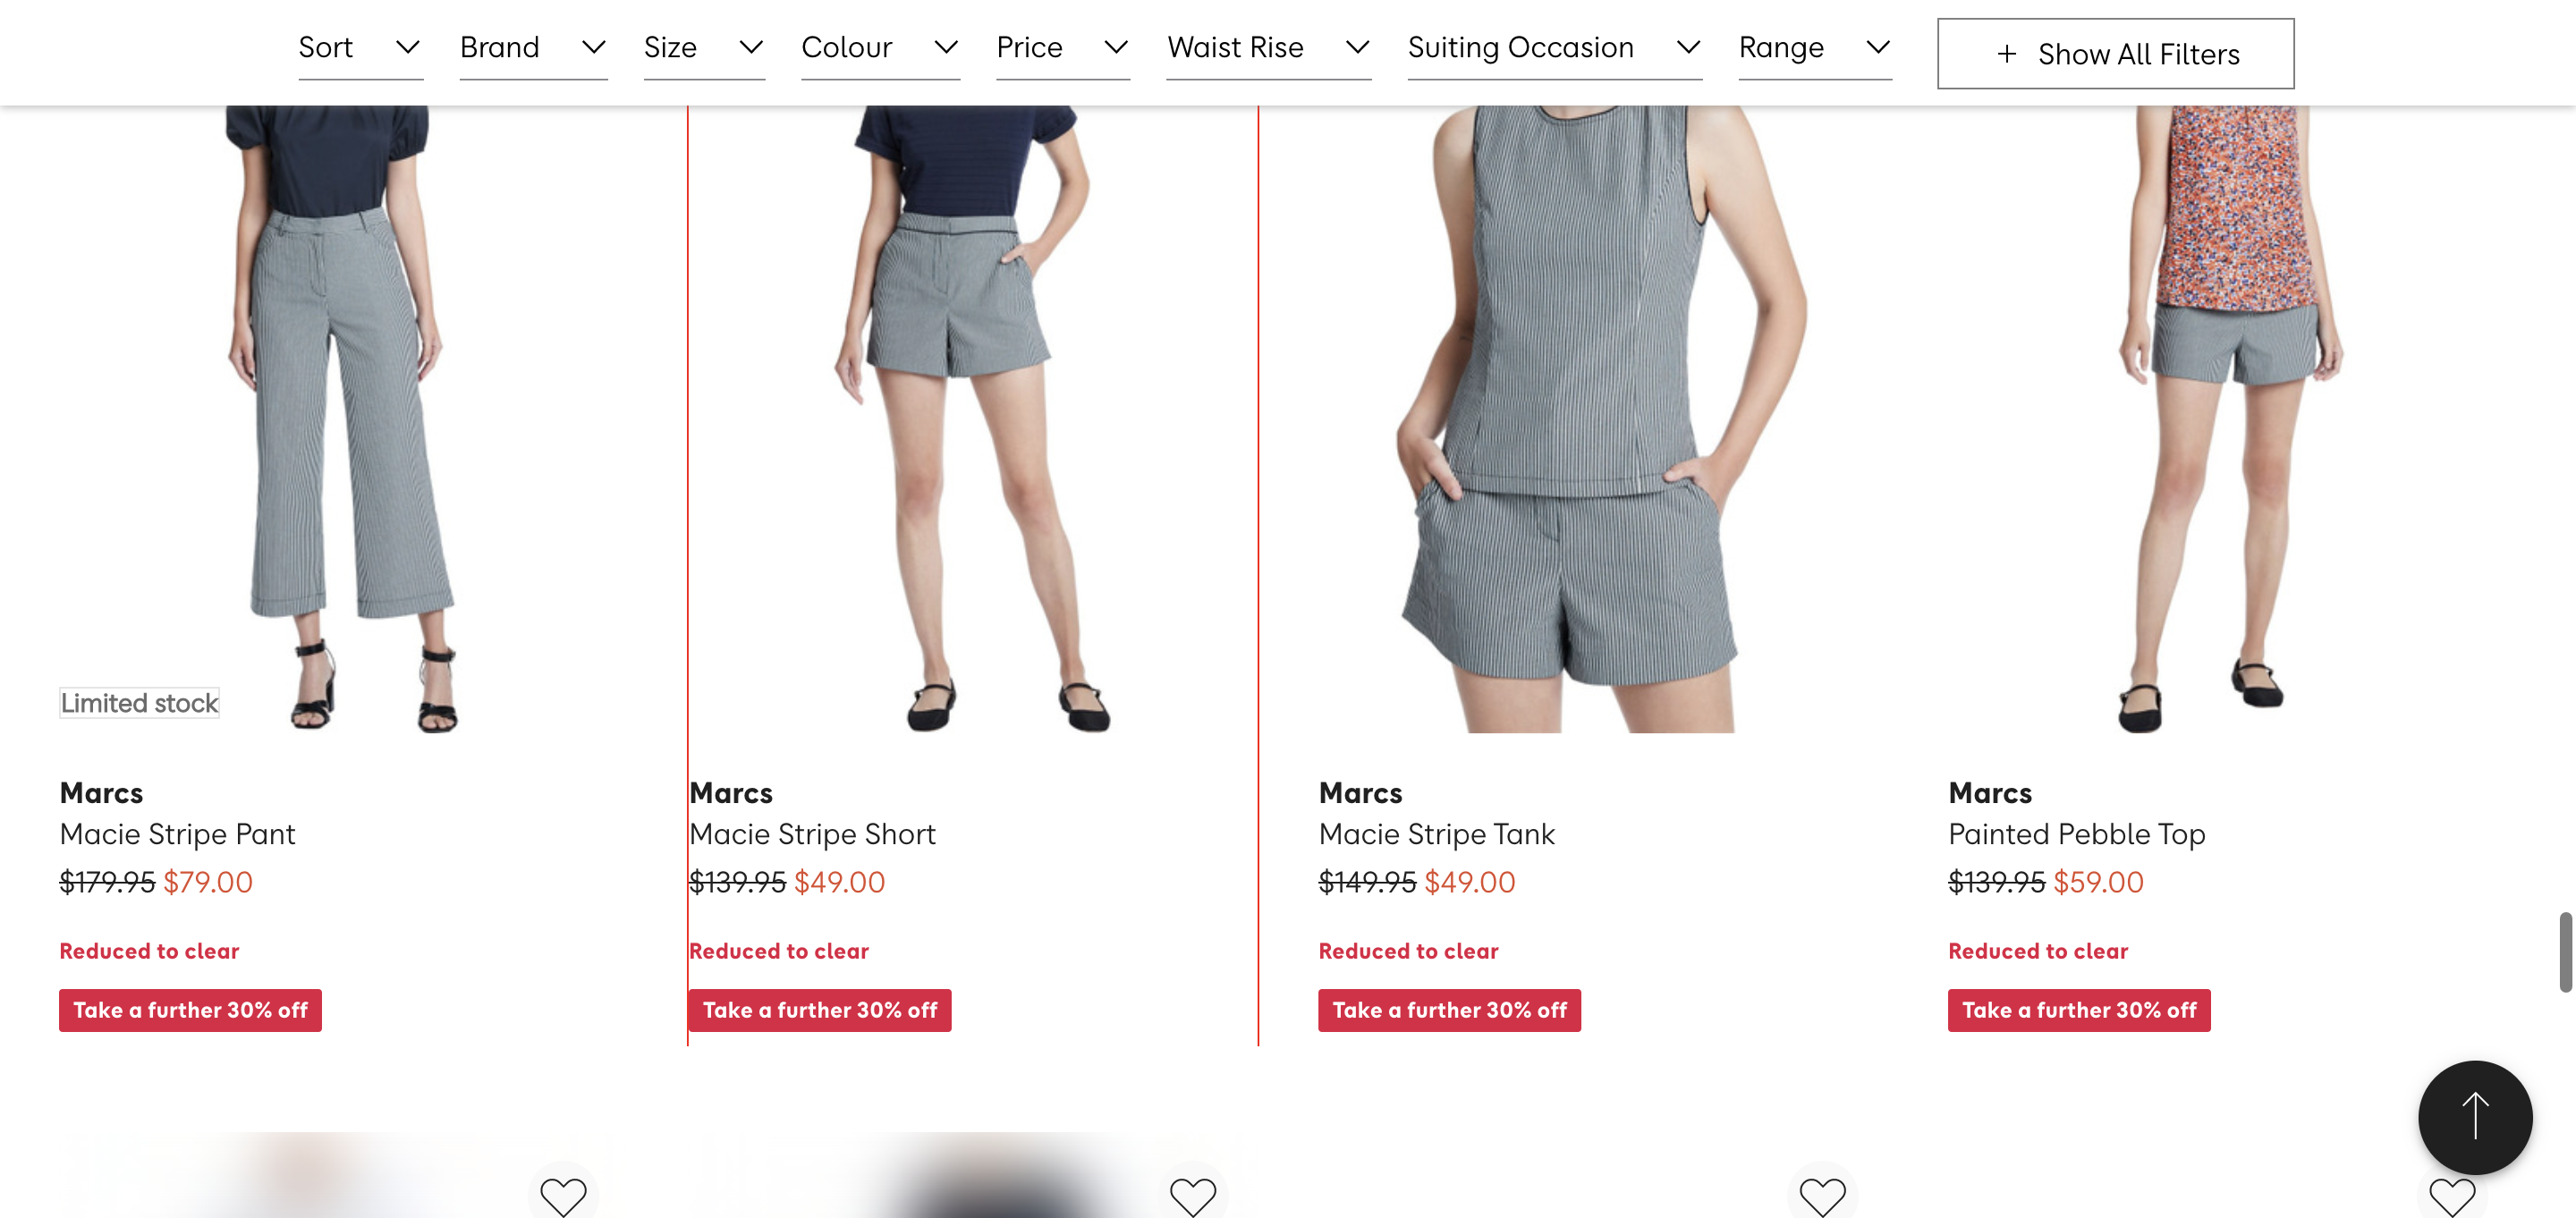 Sort
Brand
Size
Colour
Price
Waist Rise
Suiting Occasion
Range
+ Show All Filters
Limited stock
Marcs
Macie Stripe Pant
$179.95 $79.00
Reduced to clear
Take a further 30% off
Marcs
Macie Stripe Short
$139.95 $49.00
Reduced to clear
Take a further 30% off
Marcs
Macie Stripe Tank
$149.95 $49.00
Reduced to clear
Take a further 30% off
Marcs
Painted Pebble Top
$139.95 $59.00
Reduced to clear
Take a further 30% off